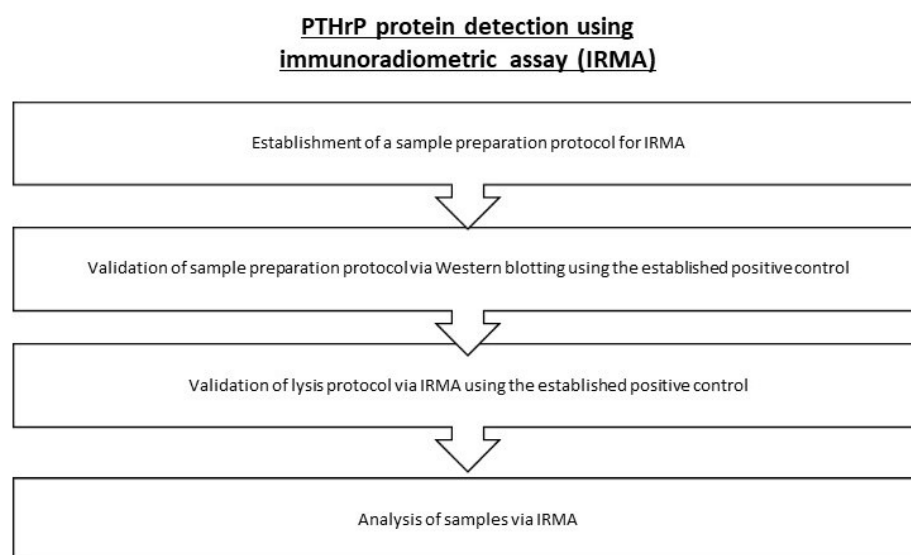 PTHrP protein detection using
immunoradiometric assay (IRMA)
Establishment of a sample preparation protocol for IRMA
Validation of sample preparation protocol via Western blotting using the established positive control
Validation of lysis protocol via IRMA using the established positive control
Analysis of samples via IRMA